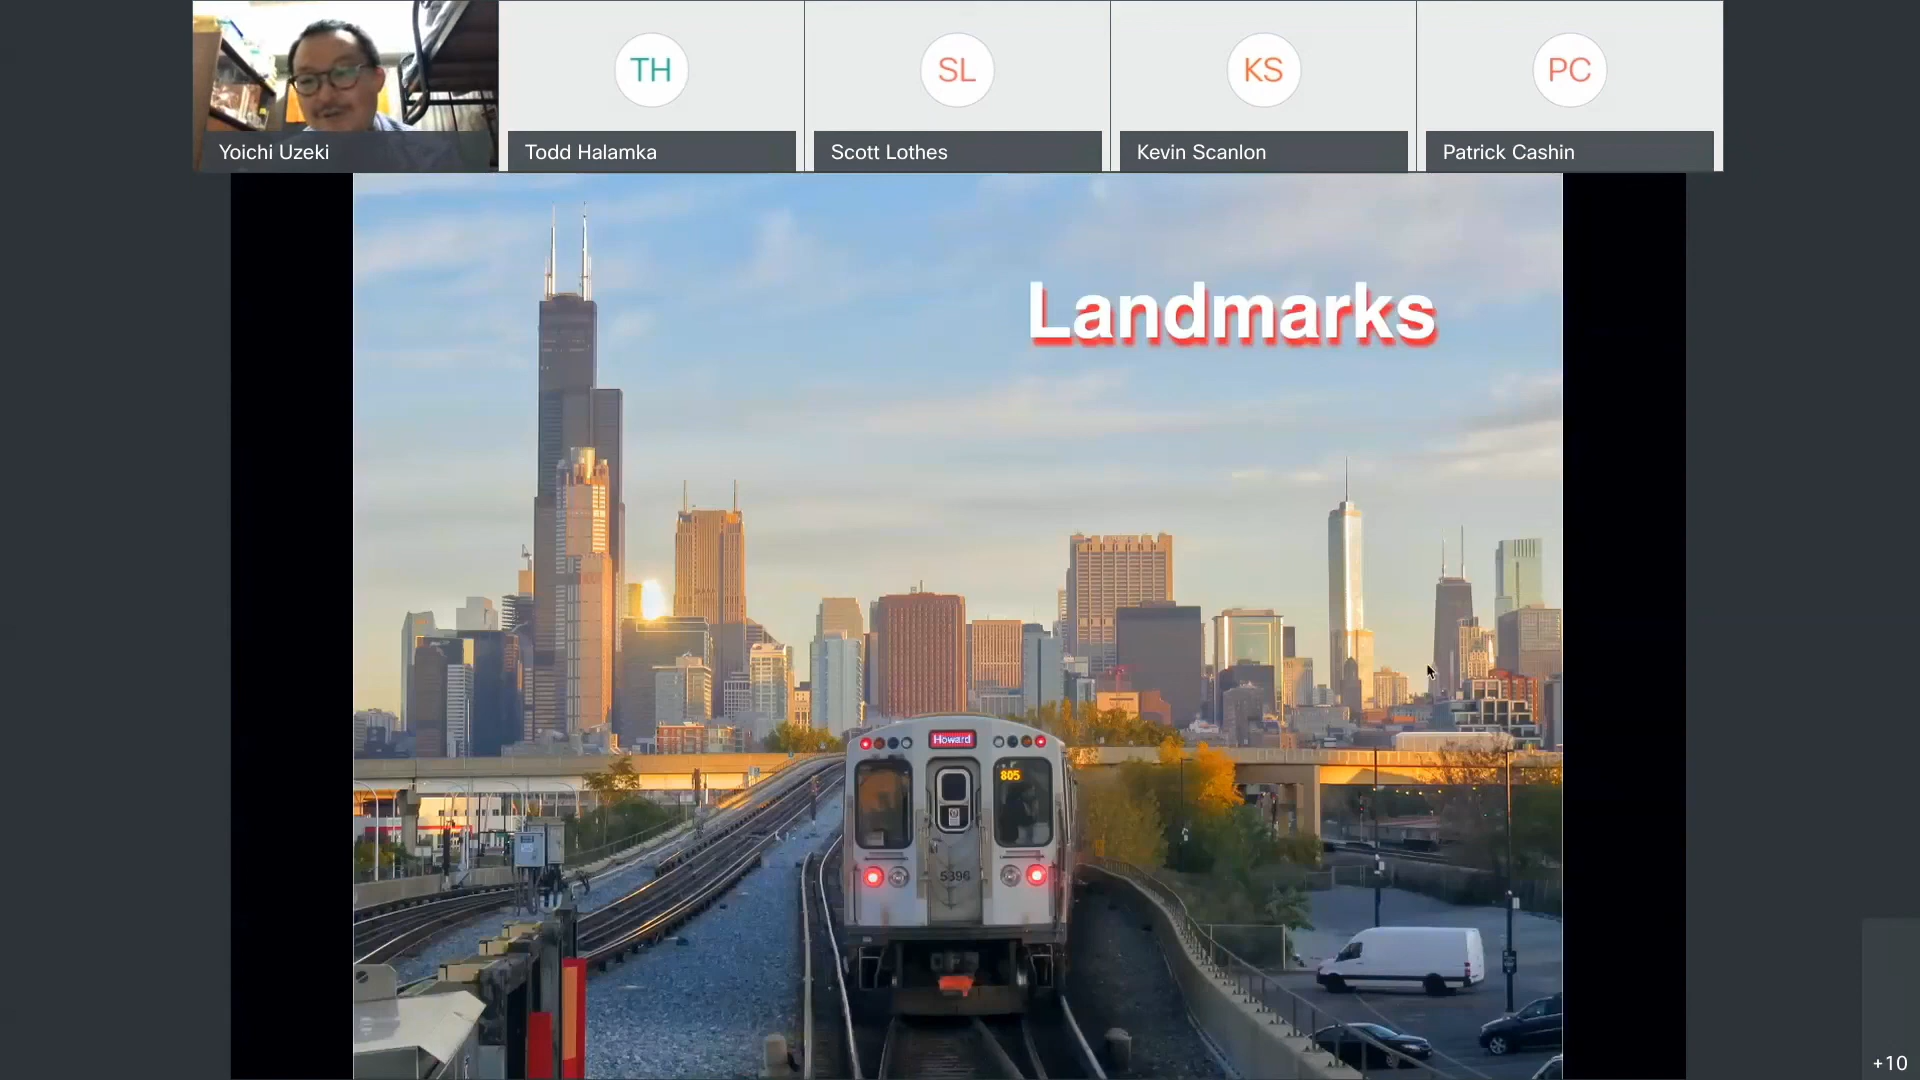 TH
SL
KS
PC
Yoichi Uzeki
Todd Halamka
Scott Lothes
Kevin Scanlon
Patrick Cashin
Landmarks
Howard
805
5396
+10